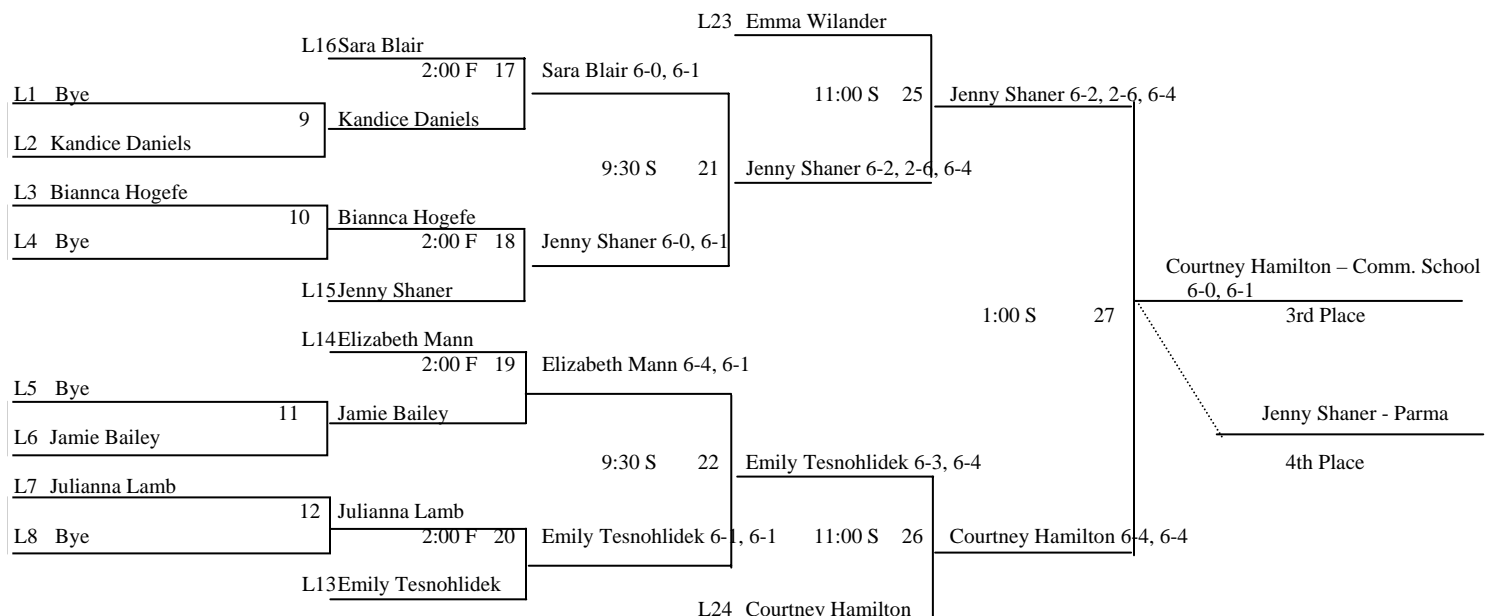 L23 Emma Wilander
L16 Sara Blair
2:00 F 17 Sara Blair 6-0, 6-1
L1 Bye
11:00 S 25 Jenny Shaner 6-2, 2-6, 6-4
9 Kandice Daniels
L2 Kandice Daniels
9:30 S 21 Jenny Shaner 6-2, 2-6, 6-4
L3 Biannca Hogefe
10 Biannca Hogefe
L4 Bye
2:00 F 18 Jenny Shaner 6-0, 6-1
Courtney Hamilton – Comm. School
L15 Jenny Shaner
6-0, 6-1
1:00 S 27
3rd Place
L14 Elizabeth Mann
2:00 F 19 Elizabeth Mann 6-4, 6-1
L5 Bye
11 Jamie Bailey
Jenny Shaner - Parma
L6 Jamie Bailey
9:30 S 22 Emily Tesnohlidek 6-3, 6-4
4th Place
L7 Julianna Lamb
12 Julianna Lamb
L8 Bye
2:00 F 20 Emily Tesnohlidek 6-1, 6-1
11:00 S 26 Courtney Hamilton 6-4, 6-4
L13 Emily Tesnohlidek
L24 Courtney Hamilton